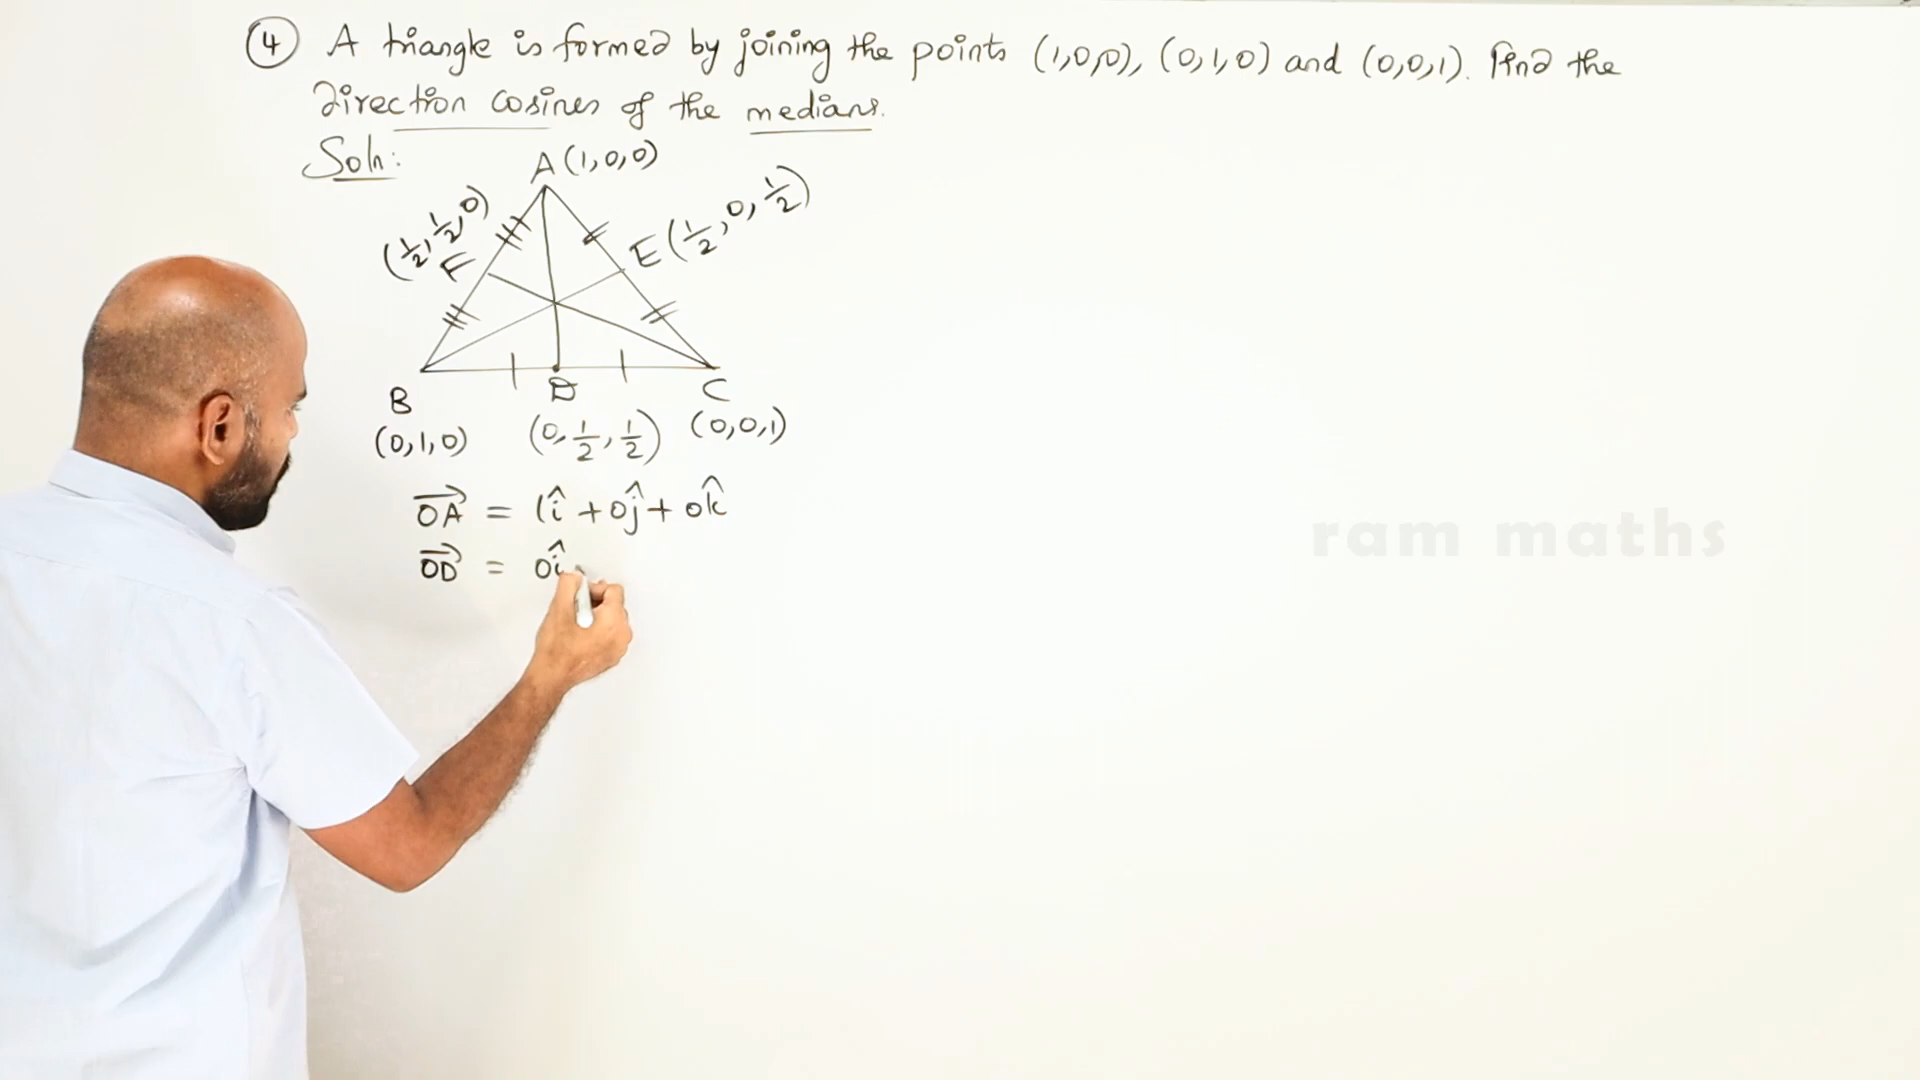 ④ A triangle is formed by joining the points (1,0,0), (0,1,0) and (0,0,1). Find the
direction cosines of the medians.
Soln:
A (1,0,0)
(1/2, 1/2, 0)
F
E (1/2, 0, 1/2)
B
D
C
(0,1,0)
(0, 1/2, 1/2)
(0,0,1)
→OA = 1î + 0ĵ + 0k̂
→OD = 0î
ram maths